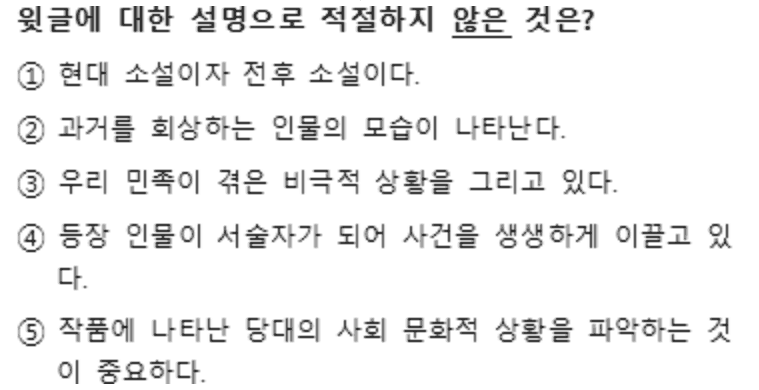 윗글에 대한 설명으로 적절하지 않은 것은?
① 현대 소설이자 전후 소설이다.
② 과거를 회상하는 인물의 모습이 나타난다.
③ 우리 민족이 겪은 비극적 상황을 그리고 있다.
④ 등장 인물이 서술자가 되어 사건을 생생하게 이끌고 있
다.
⑤ 작품에 나타난 당대의 사회 문화적 상황을 파악하는 것
이 중요하다.